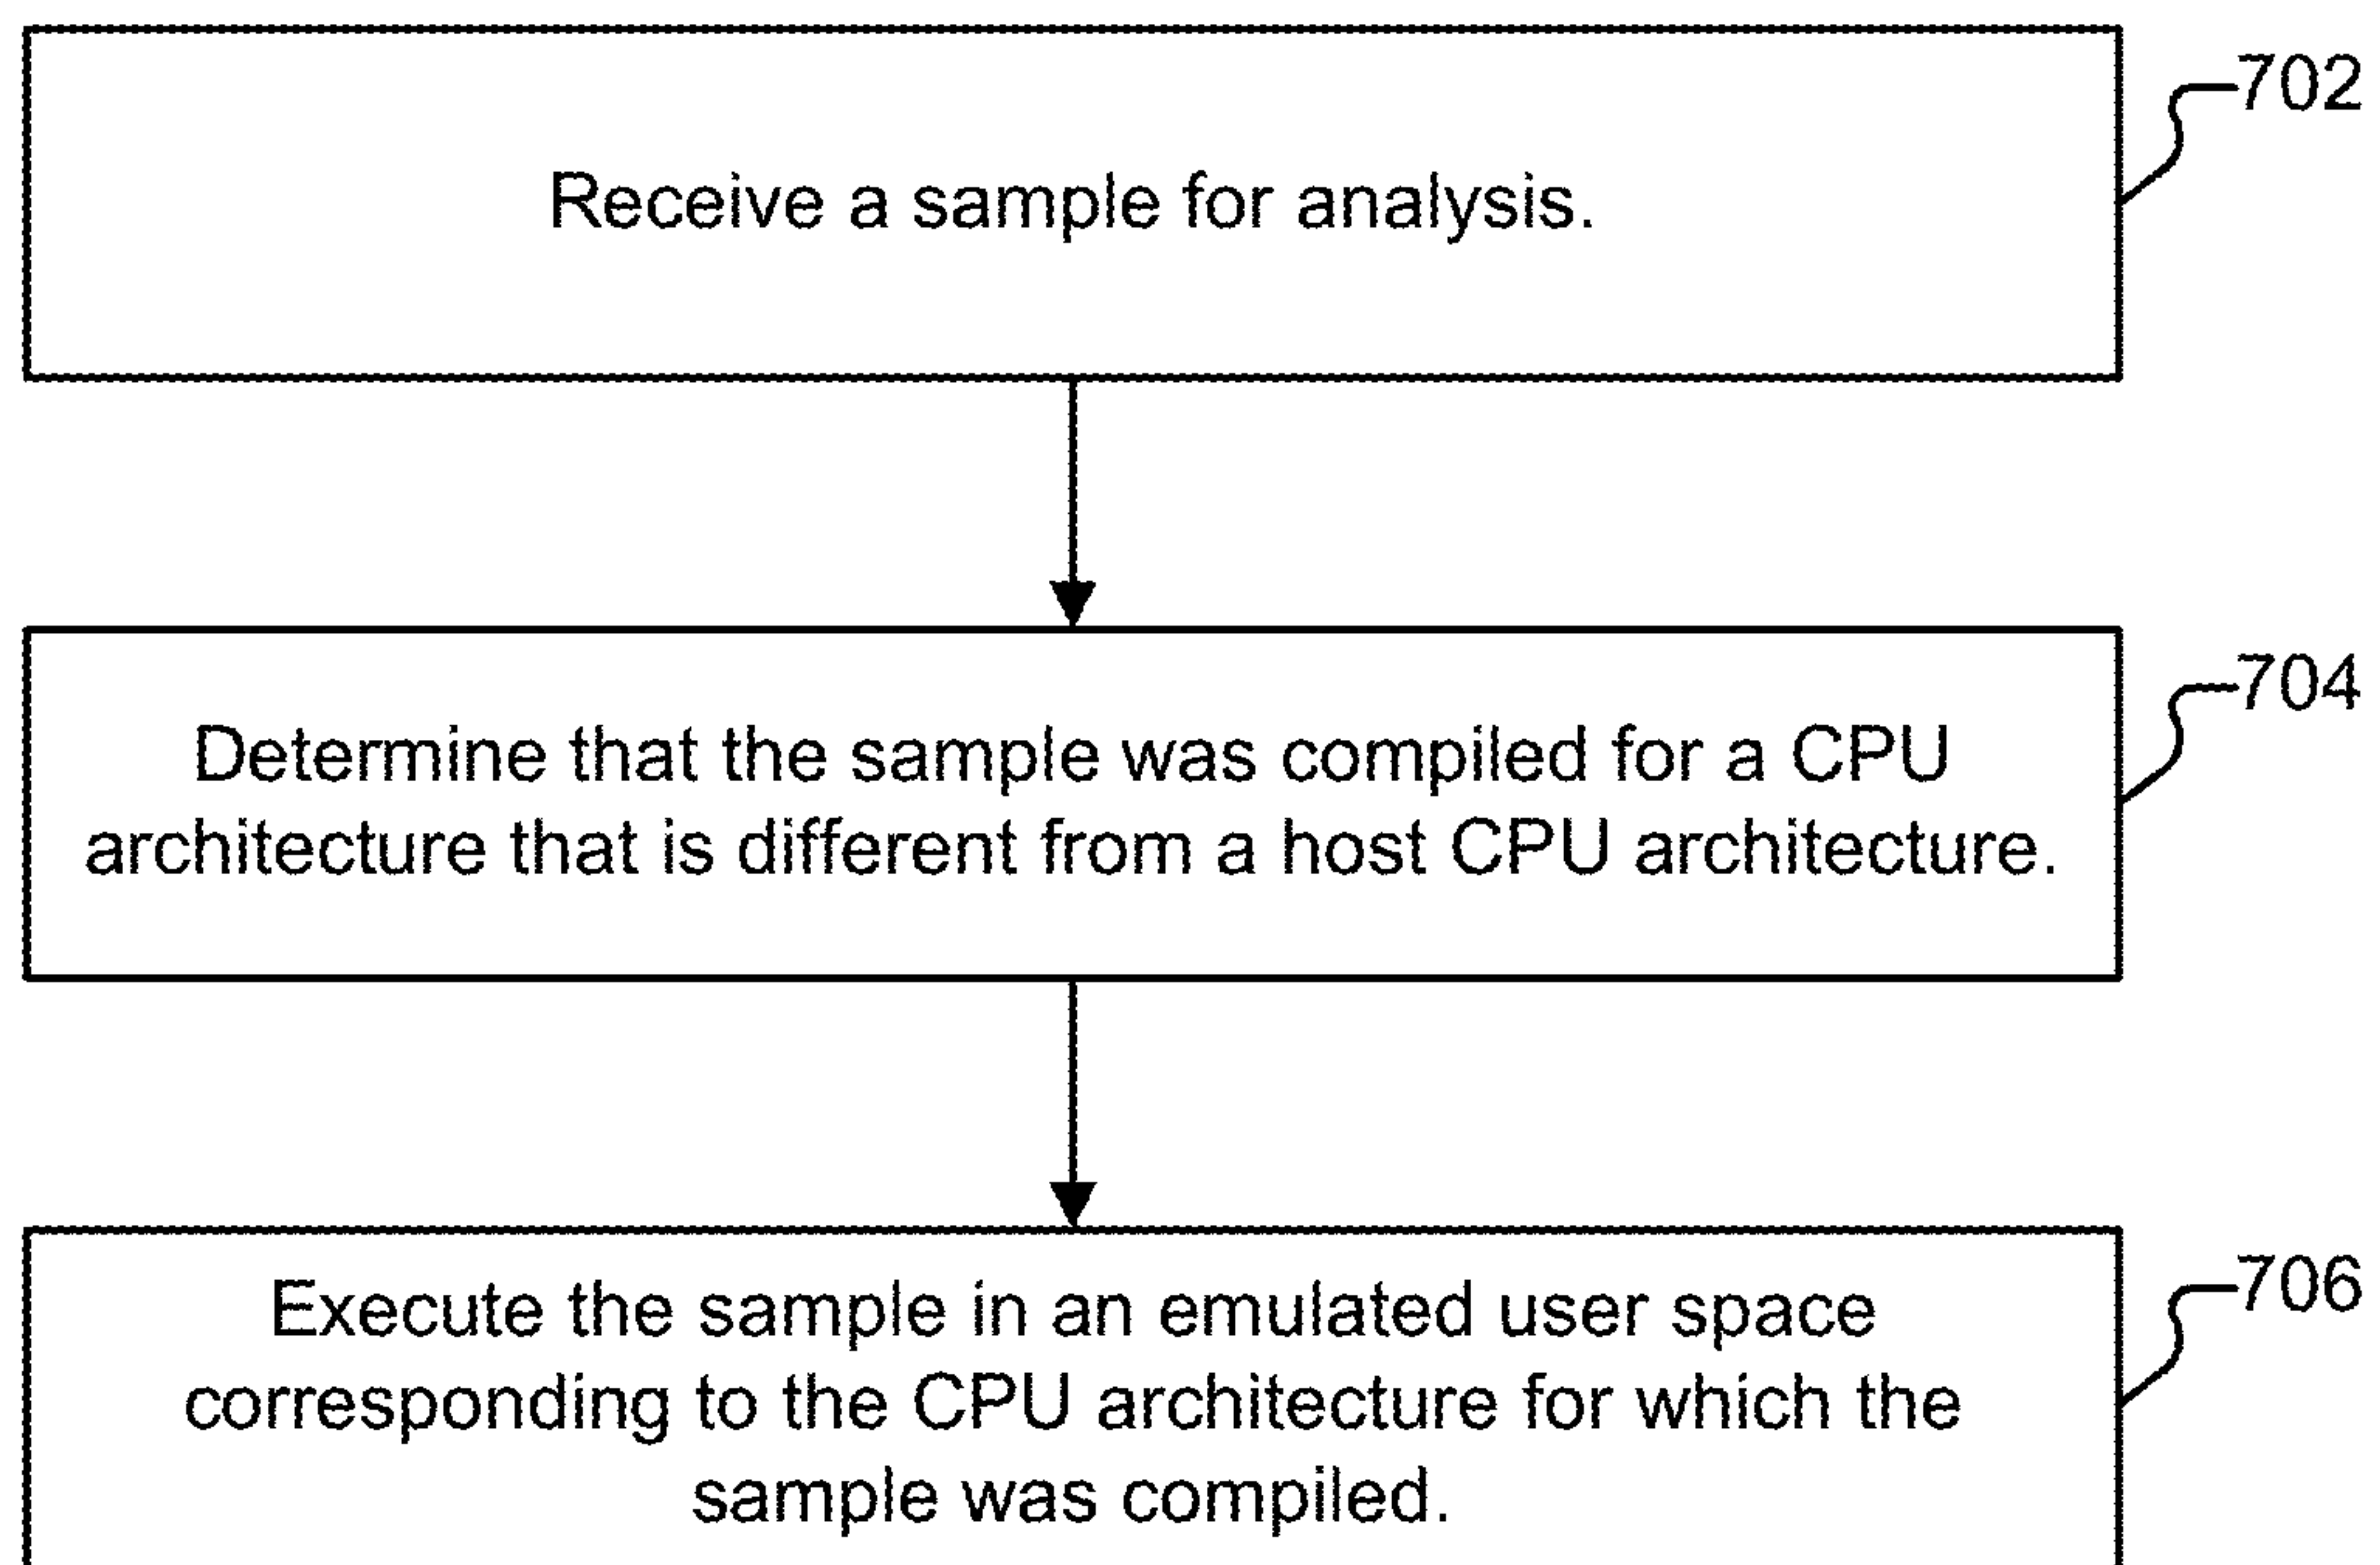 702
Receive a sample for analysis.
704
Determine that the sample was compiled for a CPU
architecture that is different from a host CPU architecture.
706
Execute the sample in an emulated user space
corresponding to the CPU architecture for which the
sample was compiled.